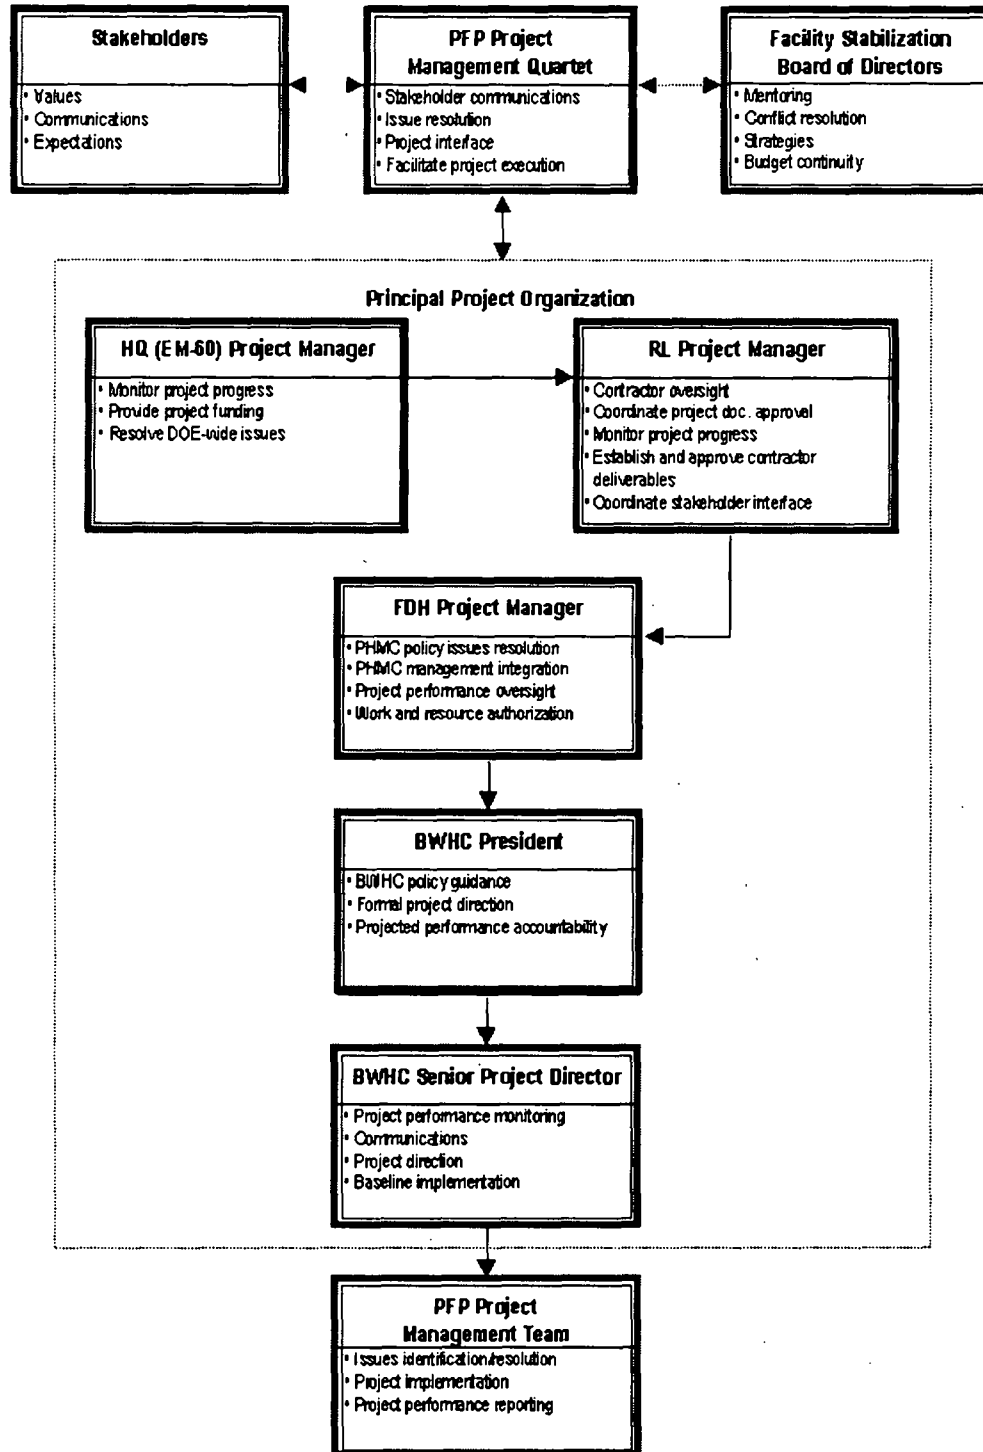 Stakeholders
• Values
• Communications
• Expectations
PFP Project
Management Quartet
• Stakeholder communications
• Issue resolution
• Project interface
• Facilitate project execution
Facility Stabilization
Board of Directors
• Mentoring
• Conflict resolution
• Strategies
• Budget continuity
Principal Project Organization
HQ (EM-60) Project Manager
• Monitor project progress
• Provide project funding
• Resolve DOE-wide issues
RL Project Manager
• Contractor oversight
• Coordinate project doc. approval
• Monitor project progress
• Establish and approve contractor
deliverables
• Coordinate stakeholder interface
FDH Project Manager
• PHMC policy issues resolution
• PHMC management integration
• Project performance oversight
• Work and resource authorization
BWHC President
• BWHC policy guidance
• Formal project direction
• Projected performance accountability
BWHC Senior Project Director
• Project performance monitoring
• Communications
• Project direction
• Baseline implementation
PFP Project
Management Team
• Issues identification/resolution
• Project implementation
• Project performance reporting